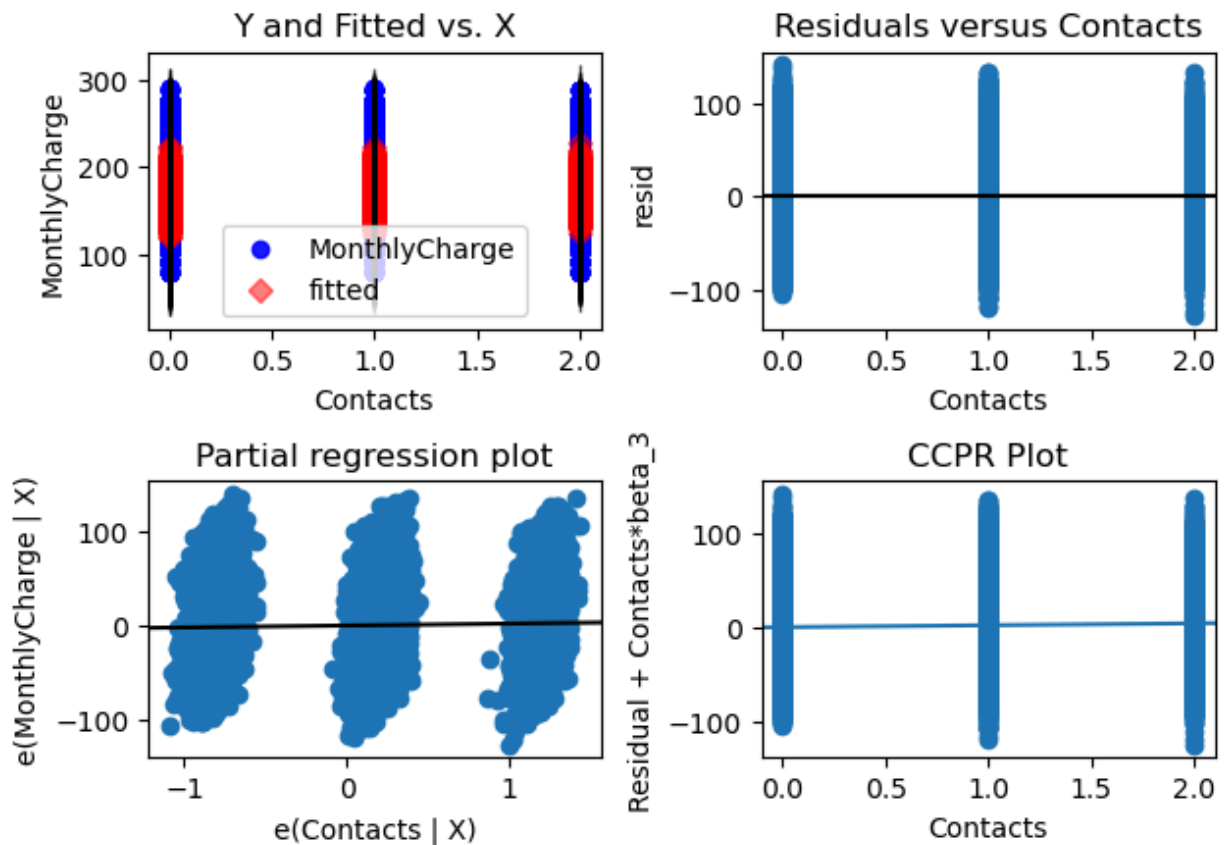 Y and Fitted vs. X
MonthlyCharge
300
200
100
MonthlyCharge
fitted
0.0 0.5 1.0 1.5 2.0
Contacts
Residuals versus Contacts
resid
100
0
−100
0.0 0.5 1.0 1.5 2.0
Contacts
Partial regression plot
e(MonthlyCharge | X)
100
0
−100
−1 0 1
e(Contacts | X)
CCPR Plot
Residual + Contacts*beta_3
100
0
−100
0.0 0.5 1.0 1.5 2.0
Contacts